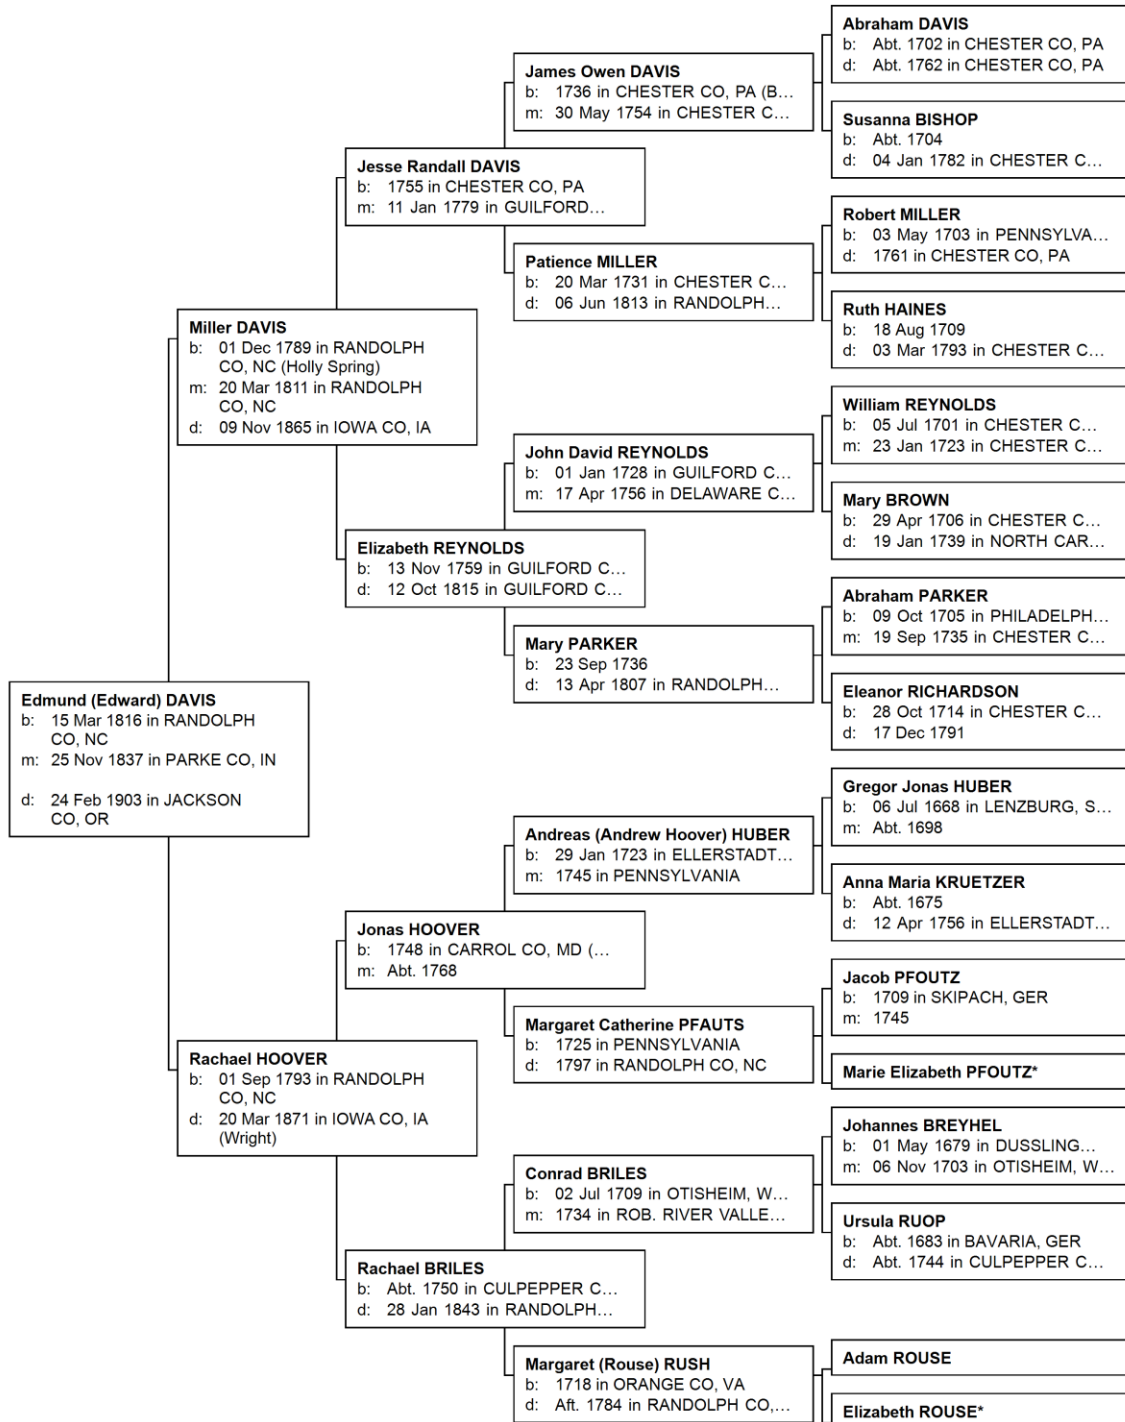 Abraham DAVIS
b: Abt. 1702 in CHESTER CO, PA
d: Abt. 1762 in CHESTER CO, PA
James Owen DAVIS
b: 1736 in CHESTER CO, PA (B...
m: 30 May 1754 in CHESTER C...
Susanna BISHOP
b: Abt. 1704
d: 04 Jan 1782 in CHESTER C...
Jesse Randall DAVIS
b: 1755 in CHESTER CO, PA
m: 11 Jan 1779 in GUILFORD...
Robert MILLER
b: 03 May 1703 in PENNSYLVA...
d: 1761 in CHESTER CO, PA
Patience MILLER
b: 20 Mar 1731 in CHESTER C...
d: 06 Jun 1813 in RANDOLPH...
Ruth HAINES
b: 18 Aug 1709
d: 03 Mar 1793 in CHESTER C...
Miller DAVIS
b: 01 Dec 1789 in RANDOLPH
CO, NC (Holly Spring)
m: 20 Mar 1811 in RANDOLPH
CO, NC
d: 09 Nov 1865 in IOWA CO, IA
William REYNOLDS
b: 05 Jul 1701 in CHESTER C...
m: 23 Jan 1723 in CHESTER C...
John David REYNOLDS
b: 01 Jan 1728 in GUILFORD C...
m: 17 Apr 1756 in DELAWARE C...
Mary BROWN
b: 29 Apr 1706 in CHESTER C...
d: 19 Jan 1739 in NORTH CAR...
Elizabeth REYNOLDS
b: 13 Nov 1759 in GUILFORD C...
d: 12 Oct 1815 in GUILFORD C...
Abraham PARKER
b: 09 Oct 1705 in PHILADELPH...
m: 19 Sep 1735 in CHESTER C...
Mary PARKER
b: 23 Sep 1736
d: 13 Apr 1807 in RANDOLPH...
Eleanor RICHARDSON
b: 28 Oct 1714 in CHESTER C...
d: 17 Dec 1791
Edmund (Edward) DAVIS
b: 15 Mar 1816 in RANDOLPH
CO, NC
m: 25 Nov 1837 in PARKE CO, IN
d: 24 Feb 1903 in JACKSON
CO, OR
Gregor Jonas HUBER
b: 06 Jul 1668 in LENZBURG, S...
m: Abt. 1698
Andreas (Andrew Hoover) HUBER
b: 29 Jan 1723 in ELLERSTADT...
m: 1745 in PENNSYLVANIA
Anna Maria KRUETZER
b: Abt. 1675
d: 12 Apr 1756 in ELLERSTADT...
Jonas HOOVER
b: 1748 in CARROL CO, MD (...
m: Abt. 1768
Jacob PFOUTZ
b: 1709 in SKIPACH, GER
m: 1745
Margaret Catherine PFAUTS
b: 1725 in PENNSYLVANIA
d: 1797 in RANDOLPH CO, NC
Marie Elizabeth PFOUTZ*
Rachael HOOVER
b: 01 Sep 1793 in RANDOLPH
CO, NC
d: 20 Mar 1871 in IOWA CO, IA
(Wright)
Johannes BREYHEL
b: 01 May 1679 in DUSSLING...
m: 06 Nov 1703 in OTISHEIM, W...
Conrad BRILES
b: 02 Jul 1709 in OTISHEIM, W...
m: 1734 in ROB. RIVER VALLE...
Ursula RUOP
b: Abt. 1683 in BAVARIA, GER
d: Abt. 1744 in CULPEPPER C...
Rachael BRILES
b: Abt. 1750 in CULPEPPER C...
d: 28 Jan 1843 in RANDOLPH...
Adam ROUSE
Margaret (Rouse) RUSH
b: 1718 in ORANGE CO, VA
d: Aft. 1784 in RANDOLPH CO,...
Elizabeth ROUSE*